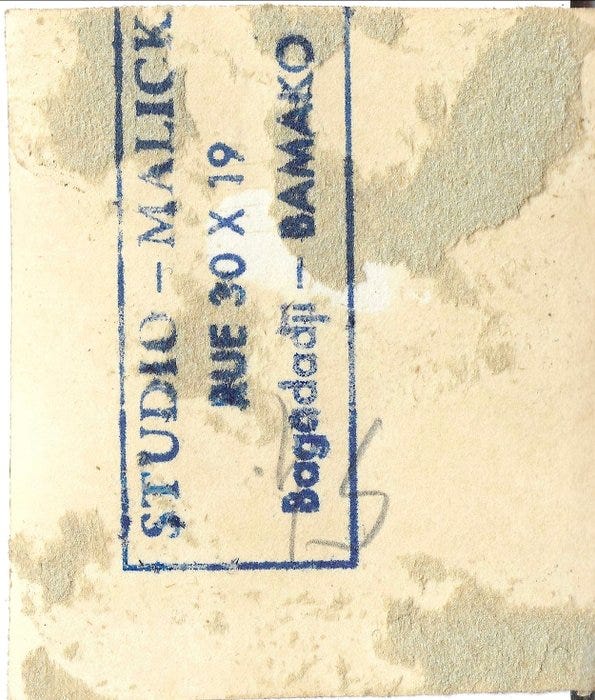 STUDIO – MALICK
RUE 30 X 19
Bagadadji – BAMAKO